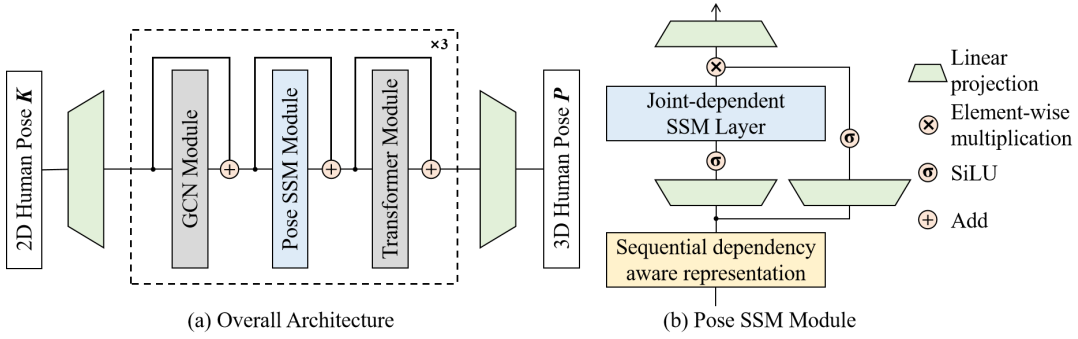 ×3
2D Human Pose K
GCN Module
Pose SSM Module
Transformer Module
3D Human Pose P
(a) Overall Architecture
Joint-dependent
SSM Layer
σ
σ
Sequential dependency
aware representation
(b) Pose SSM Module
Linear
projection
Element-wise
multiplication
σ
SiLU
Add